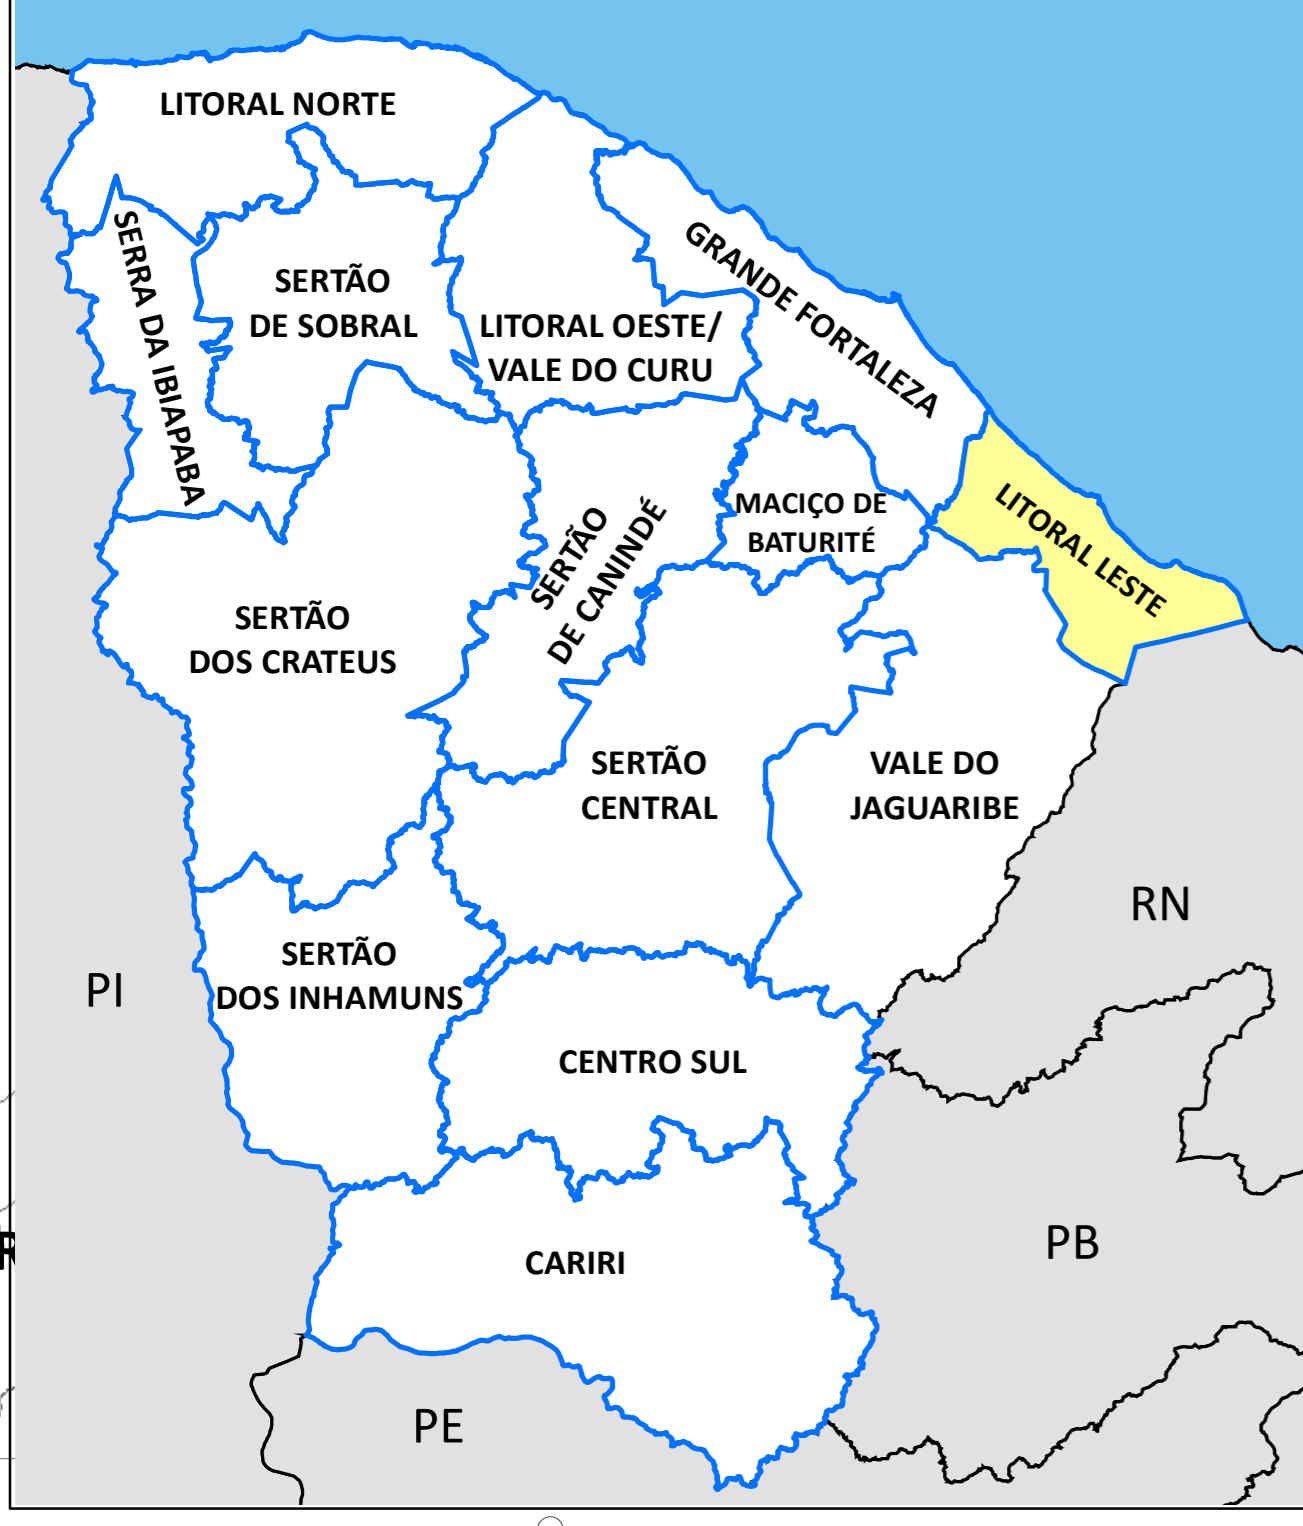 LITORAL NORTE
SERRA DA IBIAPABA
SERTÃO
DE SOBRAL
LITORAL OESTE/
VALE DO CURU
GRANDE FORTALEZA
LITORAL LESTE
MACIÇO DE
BATURITÉ
SERTÃO
DE CANINDÉ
SERTÃO
DOS CRATEUS
SERTÃO
CENTRAL
VALE DO
JAGUARIBE
RN
PI
SERTÃO
DOS INHAMUNS
CENTRO SUL
R
CARIRI
PB
PE